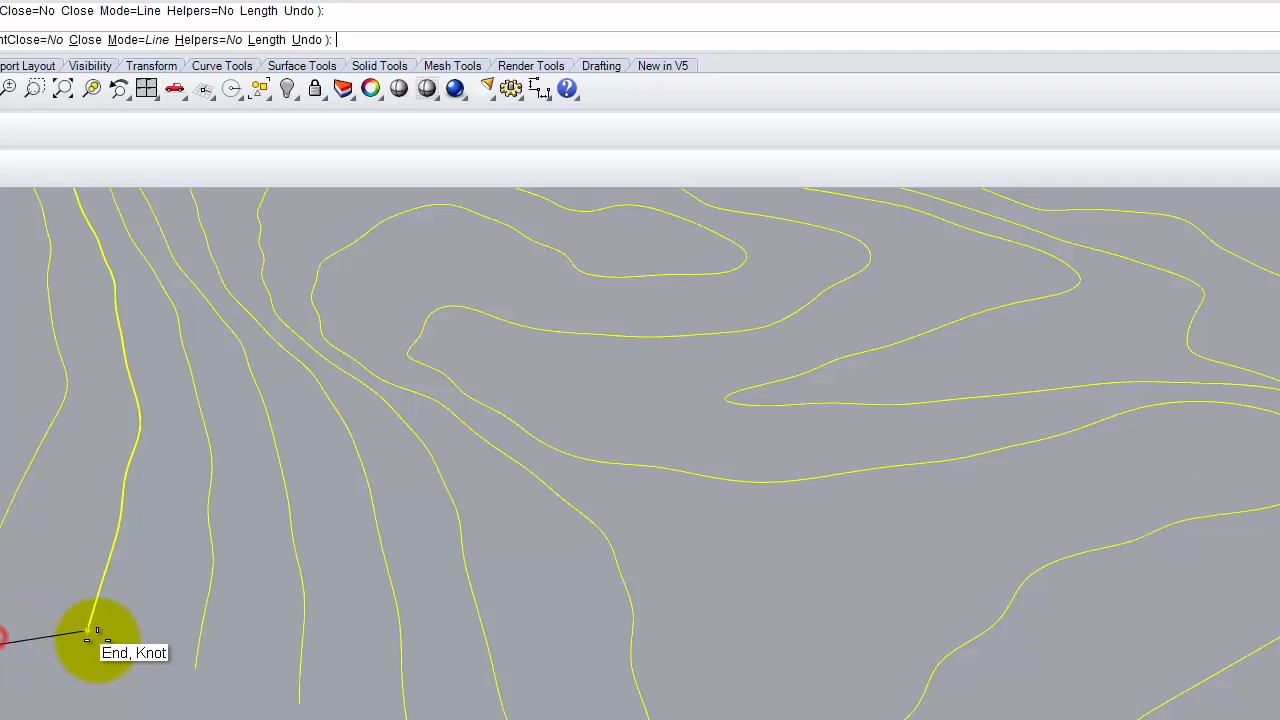 Close=No Close Mode=Line Helpers=No Length Undo ):
ntClose=No Close Mode=Line Helpers=No Length Undo ):
port Layout Visibility Transform Curve Tools Surface Tools Solid Tools Mesh Tools Render Tools Drafting New in V5
End, Knot